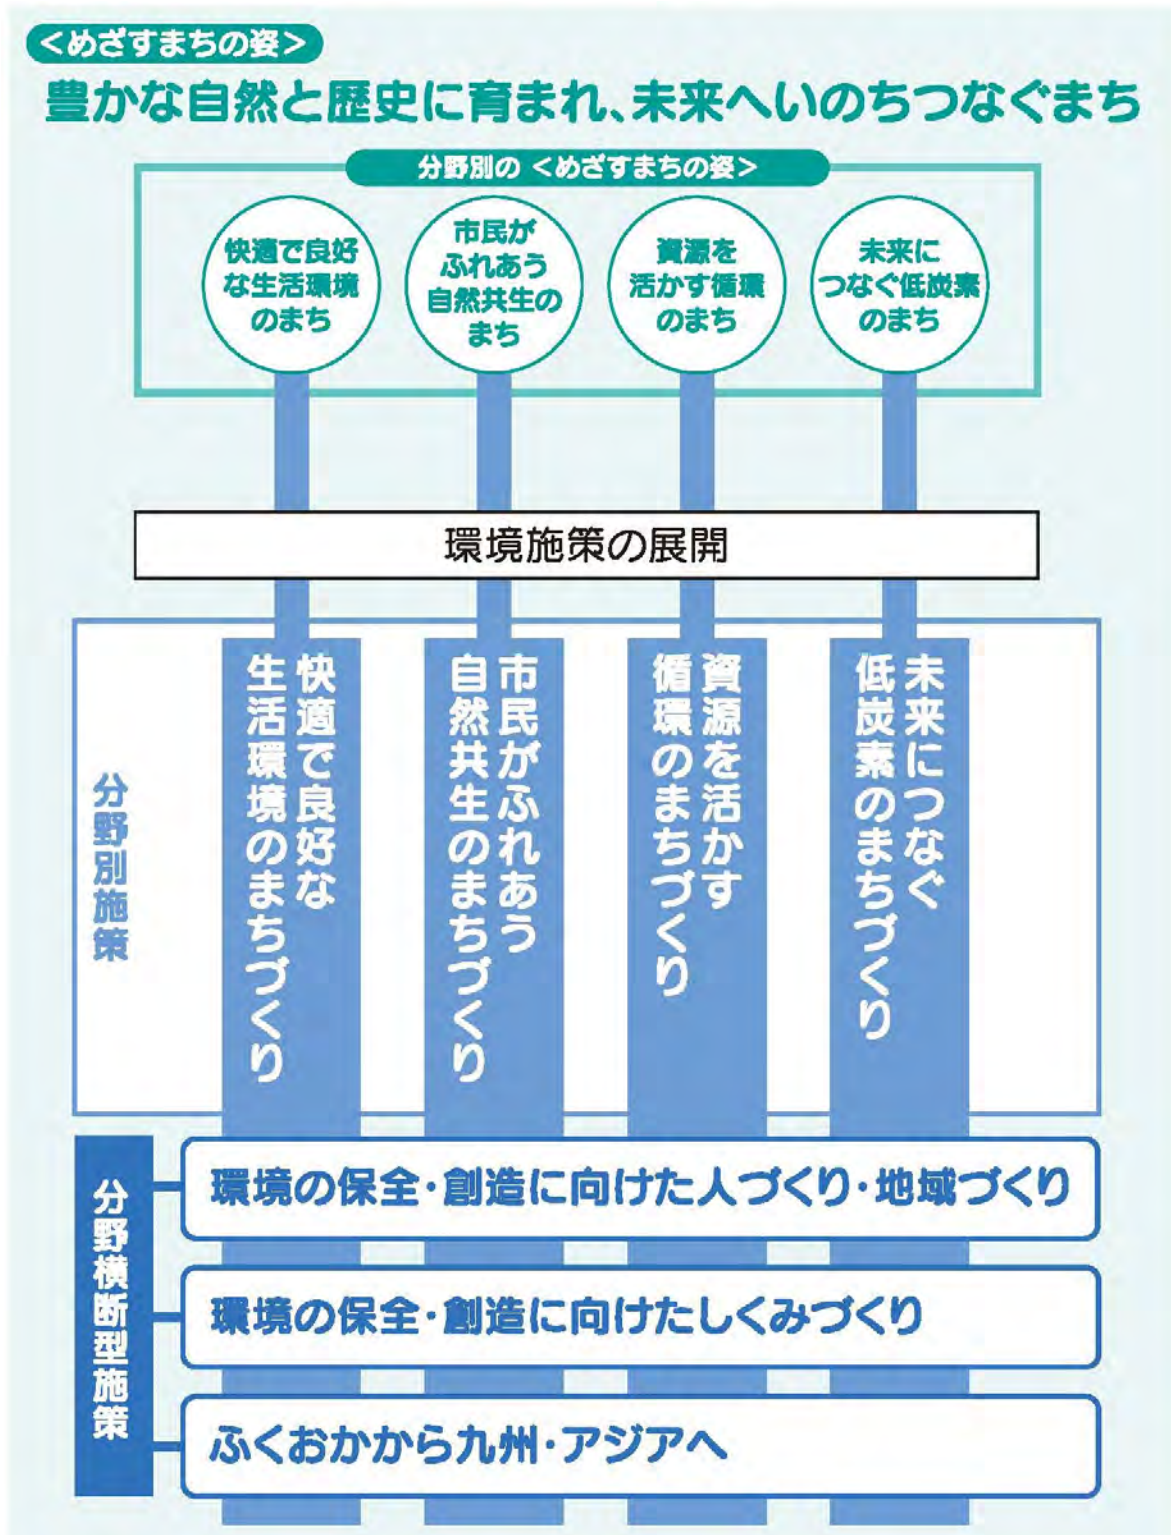 ＜めざすまちの姿＞
豊かな自然と歴史に育まれ、未来へいのちつなぐまち
分野別の ＜めざすまちの姿＞
快適で良好
な生活環境
のまち
市民が
ふれあう
自然共生の
まち
資源を
活かす循環
のまち
未来に
つなぐ低炭素
のまち
環境施策の展開
分野別施策
快適で良好な
生活環境のまちづくり
市民がふれあう
自然共生のまちづくり
資源を活かす
循環のまちづくり
未来につなぐ
低炭素のまちづくり
分野横断型施策
環境の保全・創造に向けた人づくり・地域づくり
環境の保全・創造に向けたしくみづくり
ふくおかから九州・アジアへ